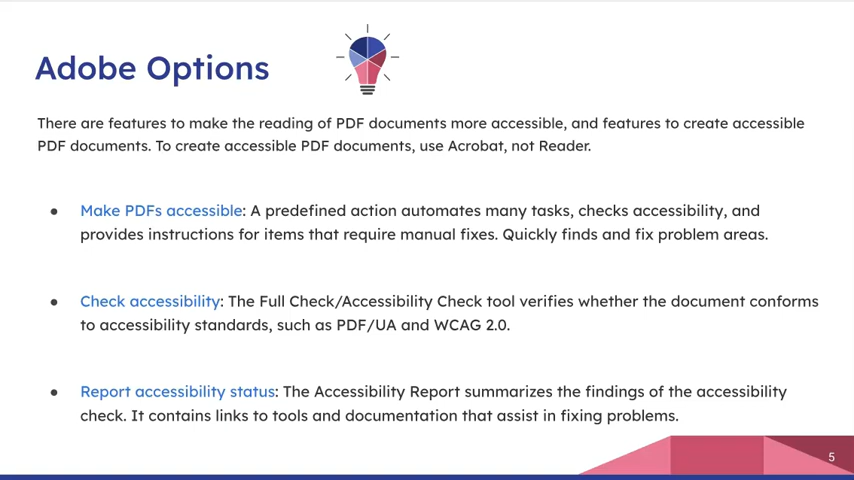 Adobe Options
There are features to make the reading of PDF documents more accessible, and features to create accessible
PDF documents. To create accessible PDF documents, use Acrobat, not Reader.
● Make PDFs accessible: A predefined action automates many tasks, checks accessibility, and
provides instructions for items that require manual fixes. Quickly finds and fix problem areas.
● Check accessibility: The Full Check/Accessibility Check tool verifies whether the document conforms
to accessibility standards, such as PDF/UA and WCAG 2.0.
● Report accessibility status: The Accessibility Report summarizes the findings of the accessibility
check. It contains links to tools and documentation that assist in fixing problems.
5